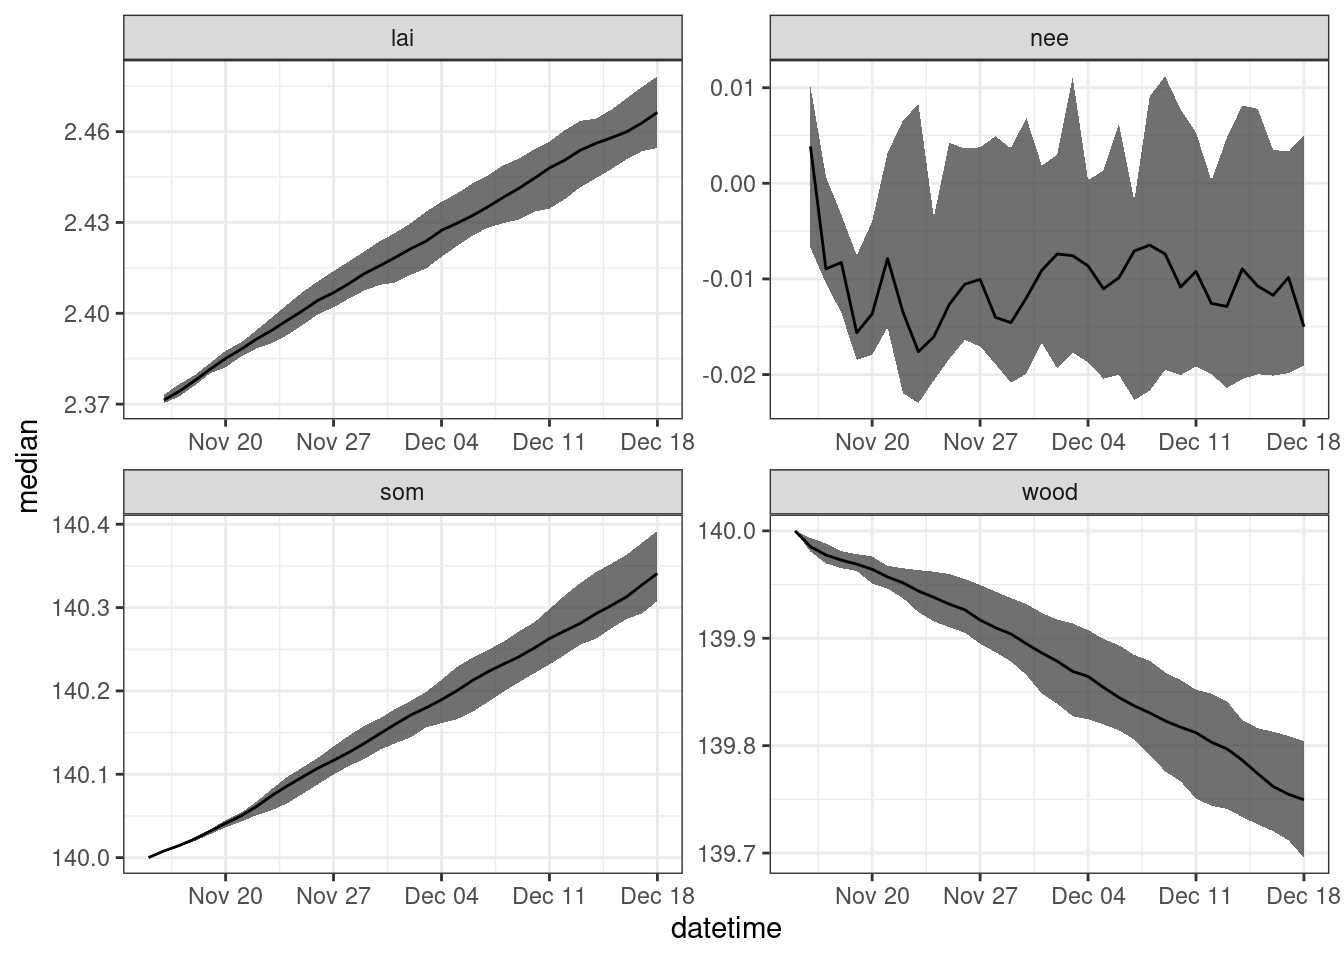 lai
nee
2.46
2.43
2.40
2.37
0.01
0.00
-0.01
-0.02
Nov 20 Nov 27 Dec 04 Dec 11 Dec 18
Nov 20 Nov 27 Dec 04 Dec 11 Dec 18
median
som
wood
140.4
140.3
140.2
140.1
140.0
140.0
139.9
139.8
139.7
Nov 20 Nov 27 Dec 04 Dec 11 Dec 18
Nov 20 Nov 27 Dec 04 Dec 11 Dec 18
datetime